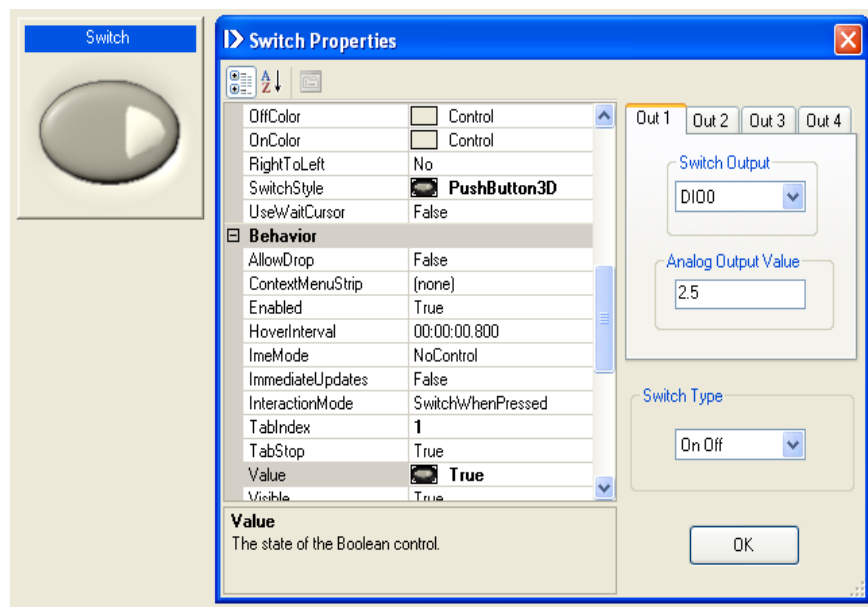 Switch
Switch Properties
OffColor Control
OnColor Control
RightToLeft No
SwitchStyle PushButton3D
UseWaitCursor False
Behavior
AllowDrop False
ContextMenuStrip (none)
Enabled True
HoverInterval 00:00:00.800
ImeMode NoControl
ImmediateUpdates False
InteractionMode SwitchWhenPressed
TabIndex 1
TabStop True
Value True
Visible True
Value
The state of the Boolean control.
Out 1 Out 2 Out 3 Out 4
Switch Output
DIO0
Analog Output Value
2.5
Switch Type
On Off
OK